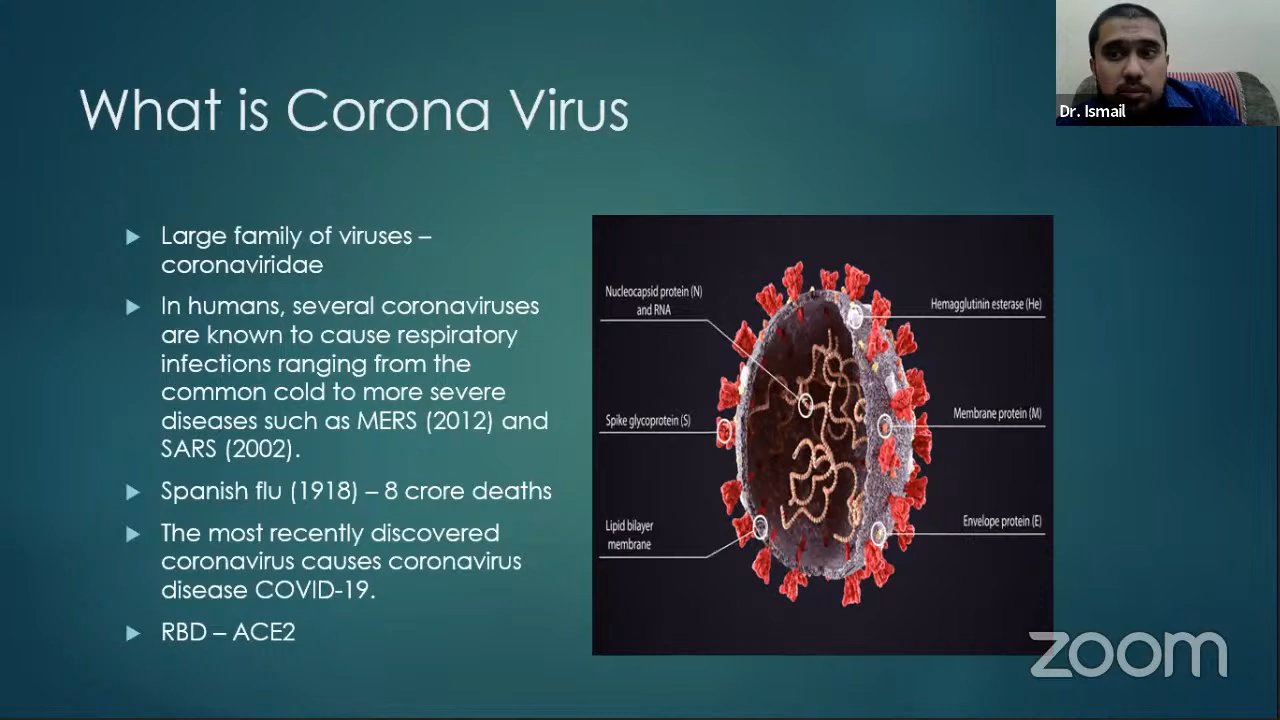 What is Corona Virus
Dr. Ismail
Large family of viruses –
coronaviridae
In humans, several coronaviruses
are known to cause respiratory
infections ranging from the
common cold to more severe
diseases such as MERS (2012) and
SARS (2002).
Spanish flu (1918) – 8 crore deaths
The most recently discovered
coronavirus causes coronavirus
disease COVID-19.
RBD – ACE2
Nucleocapsid protein (N)
and RNA
Spike glycoprotein (S)
Lipid bilayer
membrane
Hemagglutinin esterase (He)
Membrane protein (M)
Envelope protein (E)
zoom